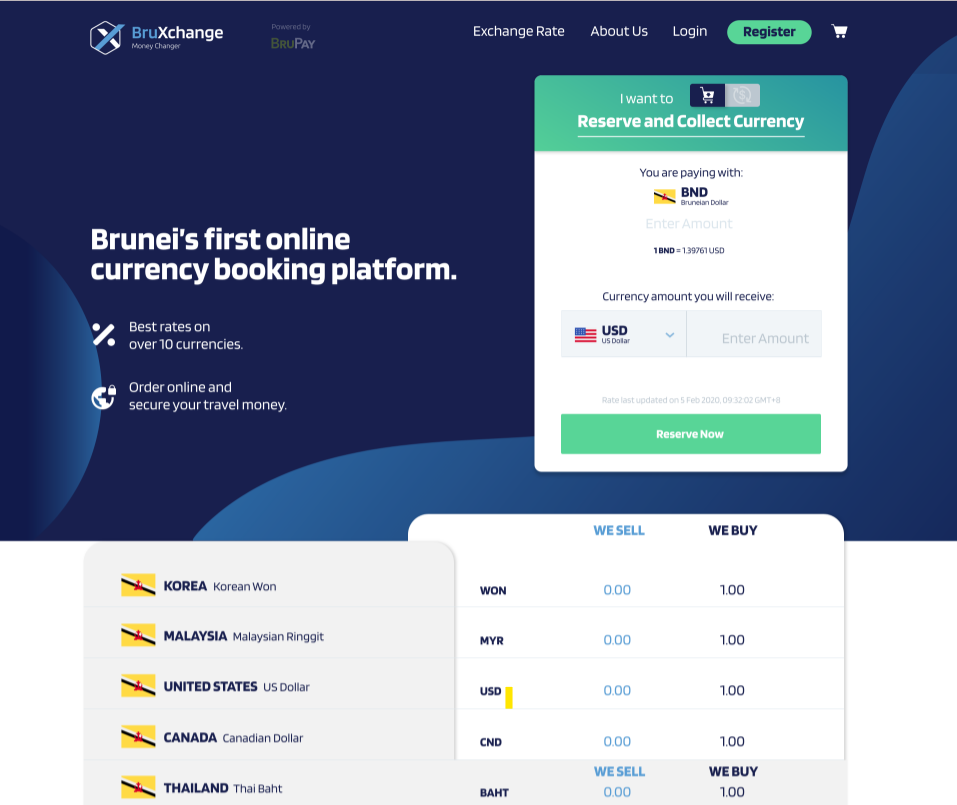 BruXchange
Money Changer
Powered by
BRUPAY
Exchange Rate
About Us
Login
Register
I want to
Reserve and Collect Currency
You are paying with:
BND
Bruneian Dollar
Enter Amount
1 BND = 1.39761 USD
Brunei's first online
currency booking platform.
Best rates on
over 10 currencies.
Order online and
secure your travel money.
Currency amount you will receive:
USD
US Dollar
Enter Amount
Rate last updated on 5 Feb 2020, 09:32:02 GMT+8
Reserve Now
WE SELL WE BUY
KOREA Korean Won WON 0.00 1.00
MALAYSIA Malaysian Ringgit MYR 0.00 1.00
UNITED STATES US Dollar USD 0.00 1.00
CANADA Canadian Dollar CND 0.00 1.00
WE SELL WE BUY
THAILAND Thai Baht BAHT 0.00 1.00